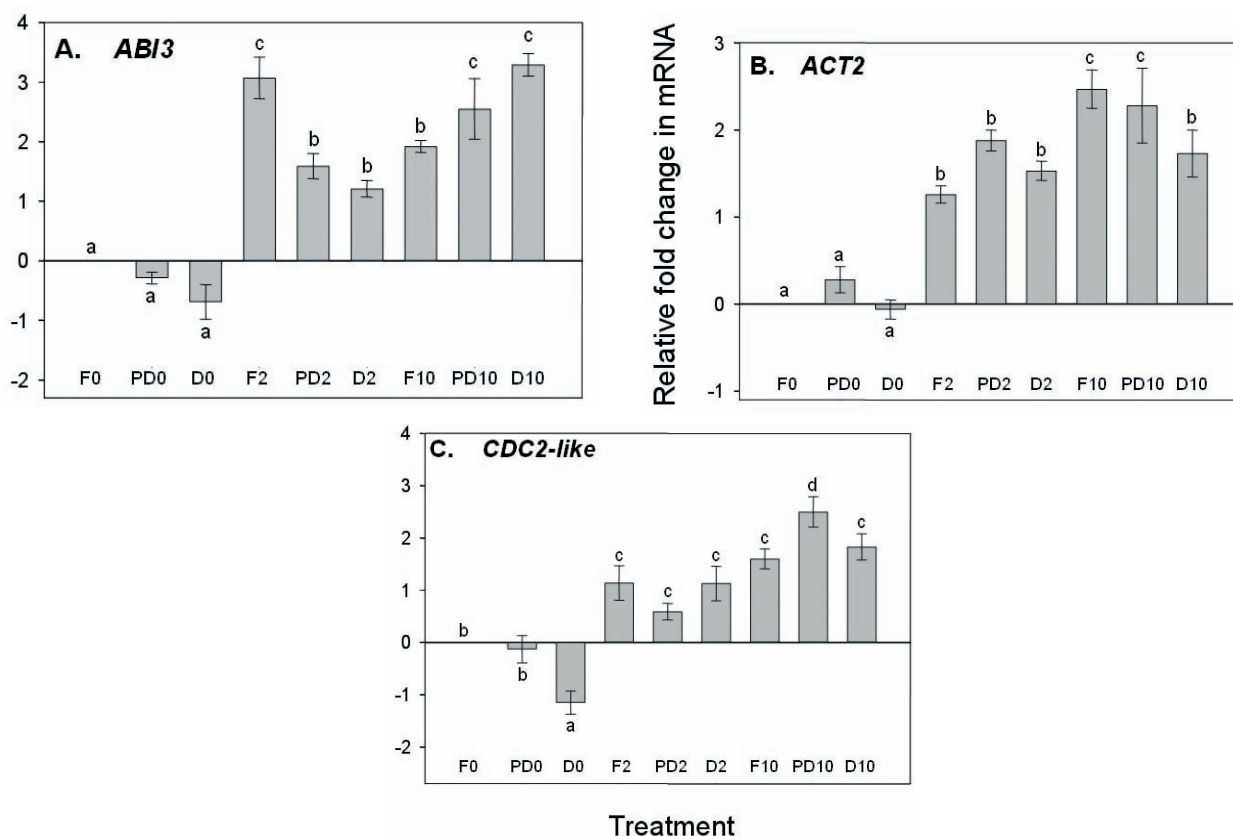 A. ABI3
4
3
2
1
0
-1
-2
a
a
a
c
b
b
b
c
c
F0 PD0 D0 F2 PD2 D2 F10 PD10 D10
Relative fold change in mRNA
B. ACT2
3
2
1
0
-1
a
a
a
b
b
b
c
c
b
F0 PD0 D0 F2 PD2 D2 F10 PD10 D10
C. CDC2-like
4
3
2
1
0
-1
-2
b
b
a
c
c
c
c
d
c
F0 PD0 D0 F2 PD2 D2 F10 PD10 D10
Treatment